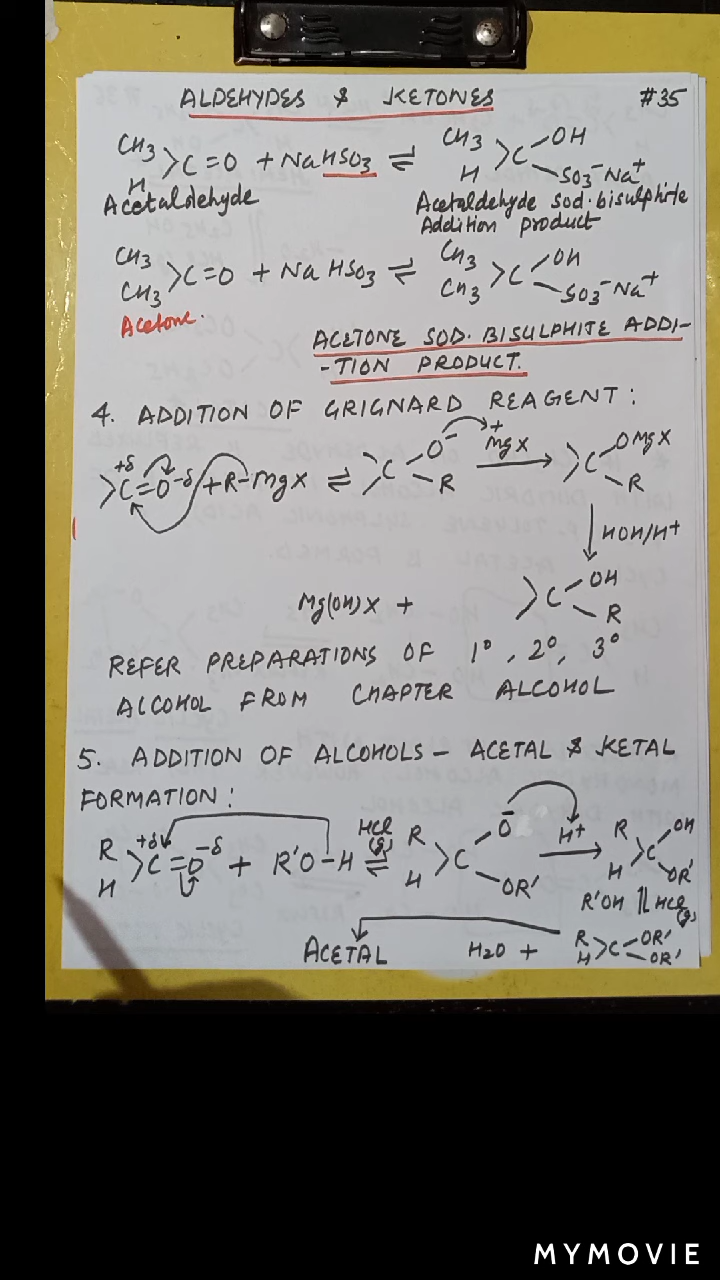 ALDEHYDES & KETONES #35
CH3 H >C=O + NaHSO3 ⇌ CH3 H >C OH SO3⁻Na⁺
Acetaldehyde Acetaldehyde sod. bisulphite
Addition product
CH3 CH3 >C=O + NaHSO3 ⇌ CH3 CH3 >C OH SO3⁻Na⁺
Acetone.
ACETONE SOD. BISULPHITE ADDI-
-TION PRODUCT.
4. ADDITION OF GRIGNARD REAGENT:
>C⁺ᵟ=O⁻ᵟ + R-MgX ⇌ >C O⁻ R ⁺MgX → >C OMgX R
↓ HOH/H⁺
Mg(OH)X + >C OH R
REFER PREPARATIONS OF 1°, 2°, 3°
ALCOHOL FROM CHAPTER ALCOHOL
5. ADDITION OF ALCOHOLS - ACETAL & KETAL
FORMATION:
R H >C⁺ᵟ=O⁻ᵟ + R'O-H HCl (g) ⇌ R H >C O⁻ OR' H⁺ → R H >C OH OR'
R'OH ⇌ HCl (g)
ACETAL H2O + R H >C OR' OR'
MYMOVIE